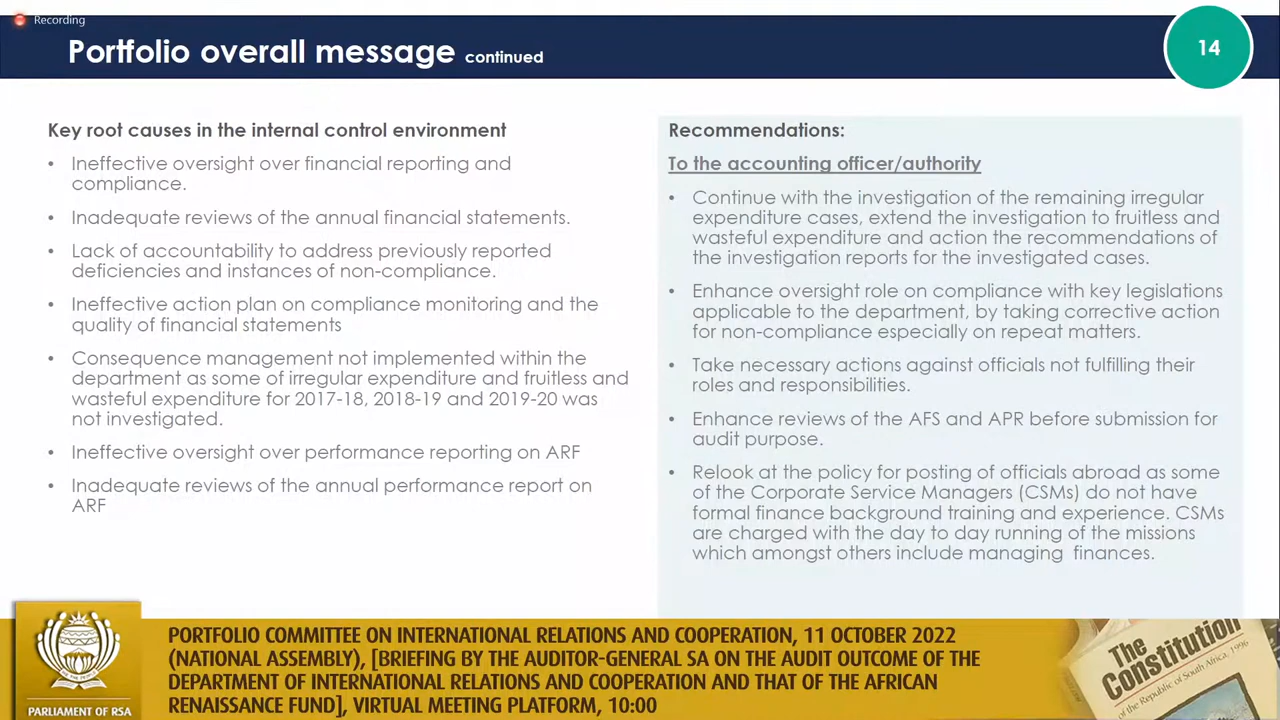 Recording
Portfolio overall message continued
14
Key root causes in the internal control environment
• Ineffective oversight over financial reporting and
compliance.
• Inadequate reviews of the annual financial statements.
• Lack of accountability to address previously reported
deficiencies and instances of non-compliance.
• Ineffective action plan on compliance monitoring and the
quality of financial statements
• Consequence management not implemented within the
department as some of irregular expenditure and fruitless and
wasteful expenditure for 2017-18, 2018-19 and 2019-20 was
not investigated.
• Ineffective oversight over performance reporting on ARF
• Inadequate reviews of the annual performance report on
ARF
Recommendations:
To the accounting officer/authority
• Continue with the investigation of the remaining irregular
expenditure cases, extend the investigation to fruitless and
wasteful expenditure and action the recommendations of
the investigation reports for the investigated cases.
• Enhance oversight role on compliance with key legislations
applicable to the department, by taking corrective action
for non-compliance especially on repeat matters.
• Take necessary actions against officials not fulfilling their
roles and responsibilities.
• Enhance reviews of the AFS and APR before submission for
audit purpose.
• Relook at the policy for posting of officials abroad as some
of the Corporate Service Managers (CSMs) do not have
formal finance background training and experience. CSMs
are charged with the day to day running of the missions
which amongst others include managing finances.
PARLIAMENT OF RSA
PORTFOLIO COMMITTEE ON INTERNATIONAL RELATIONS AND COOPERATION, 11 OCTOBER 2022
(NATIONAL ASSEMBLY), [BRIEFING BY THE AUDITOR-GENERAL SA ON THE AUDIT OUTCOME OF THE
DEPARTMENT OF INTERNATIONAL RELATIONS AND COOPERATION AND THAT OF THE AFRICAN
RENAISSANCE FUND], VIRTUAL MEETING PLATFORM, 10:00
The
Constitution
of the Republic of South Africa, 1996